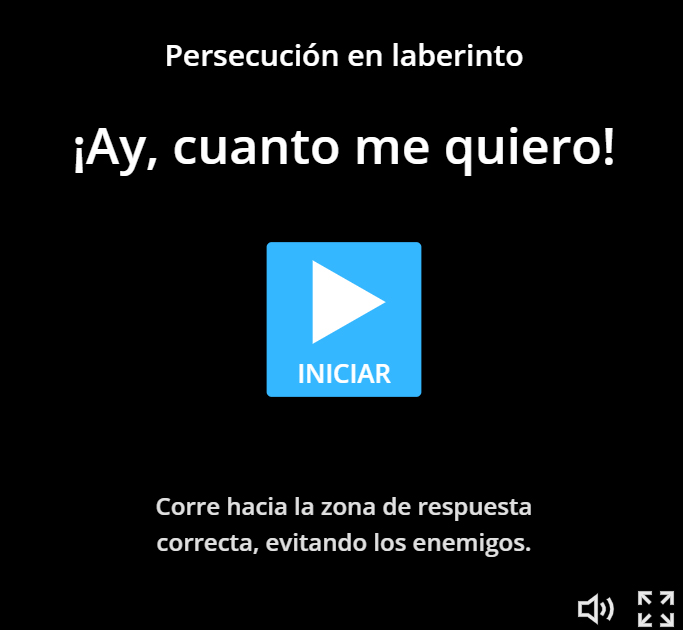 Persecución en laberinto
¡Ay, cuanto me quiero!
INICIAR
Corre hacia la zona de respuesta
correcta, evitando los enemigos.